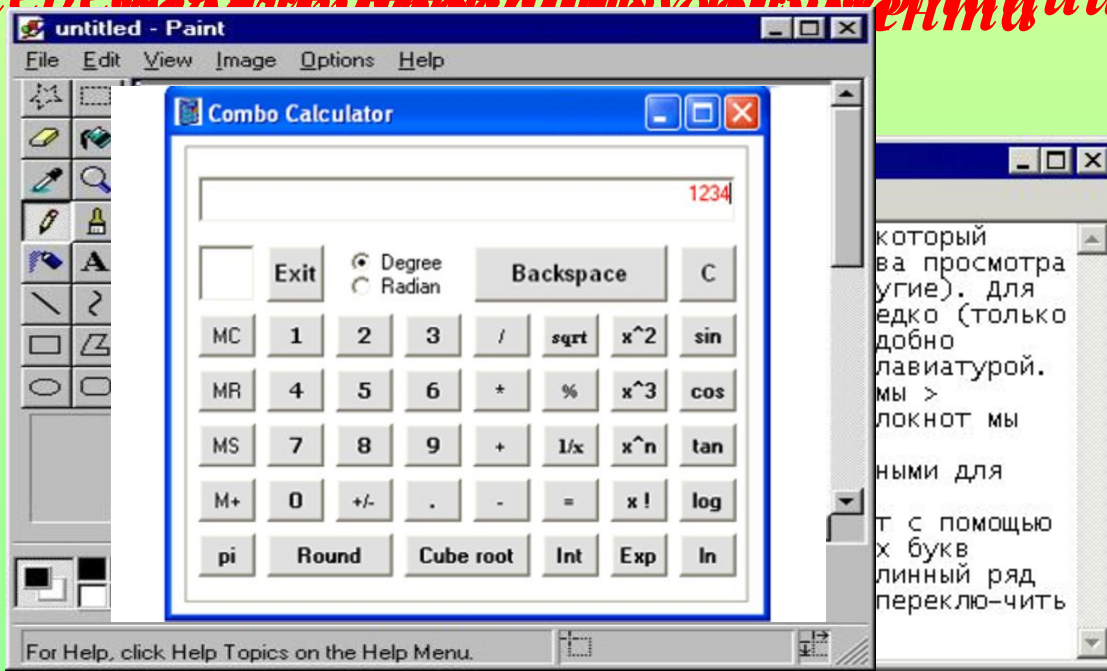 ента
untitled - Paint
File Edit View Image Options Help
Combo Calculator
1234
Exit Degree Radian Backspace C
MC 1 2 3 / sqrt x^2 sin
MR 4 5 6 * % x^3 cos
MS 7 8 9 + 1/x x^n tan
M+ 0 +/- . - = x ! log
pi Round Cube root Int Exp ln
For Help, click Help Topics on the Help Menu.
который
ва просмотра
угие). Для
едко (только
добно
лавиатурой.
мы >
локнот мы
ными для
т с помощью
х букв
линный ряд
переклю-чить